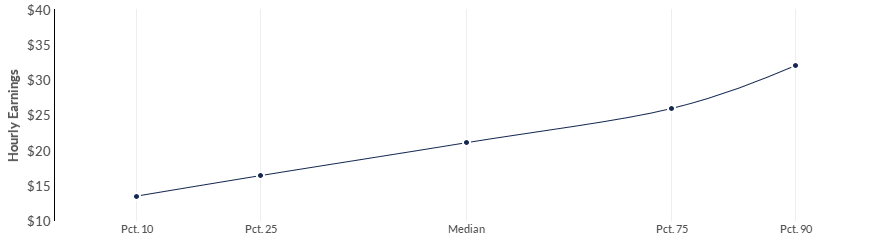 $40
$35
$30
$25
$20
$15
$10
Hourly Earnings
Pct. 10
Pct. 25
Median
Pct. 75
Pct. 90